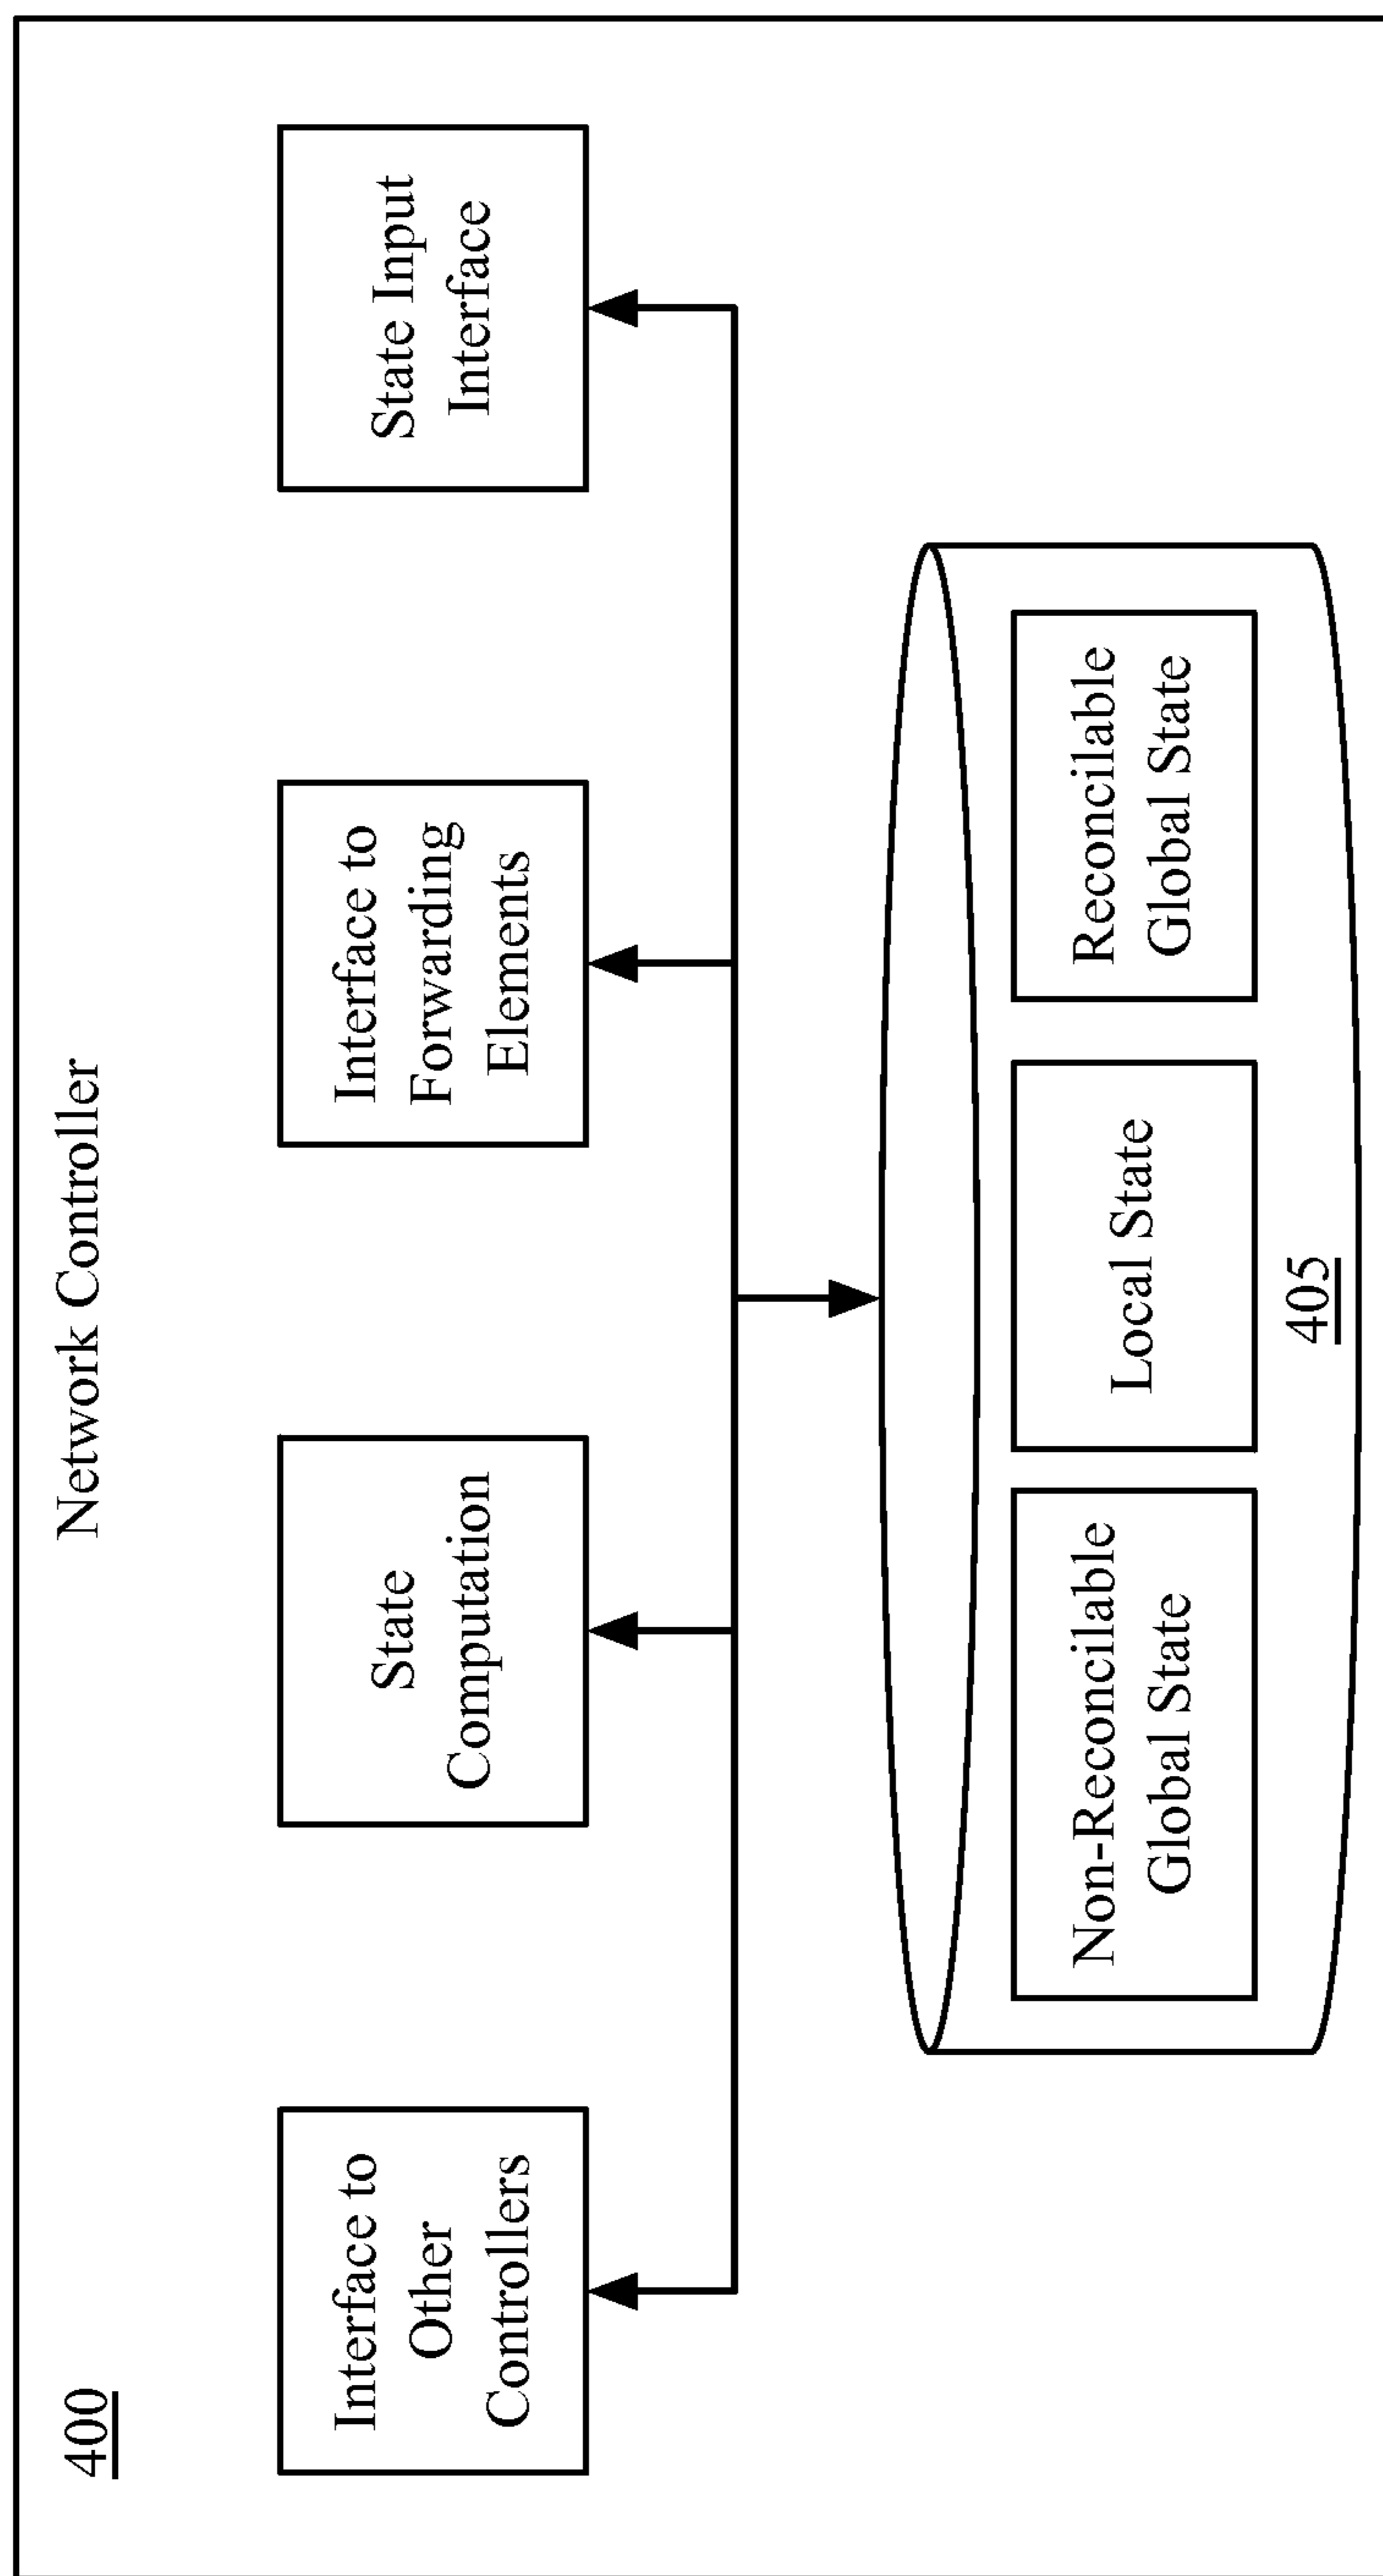 Network Controller
400
Interface to
Other
Controllers
State
Computation
Interface to
Forwarding
Elements
State Input
Interface
Non-Reconcilable
Global State
Local State
Reconcilable
Global State
405